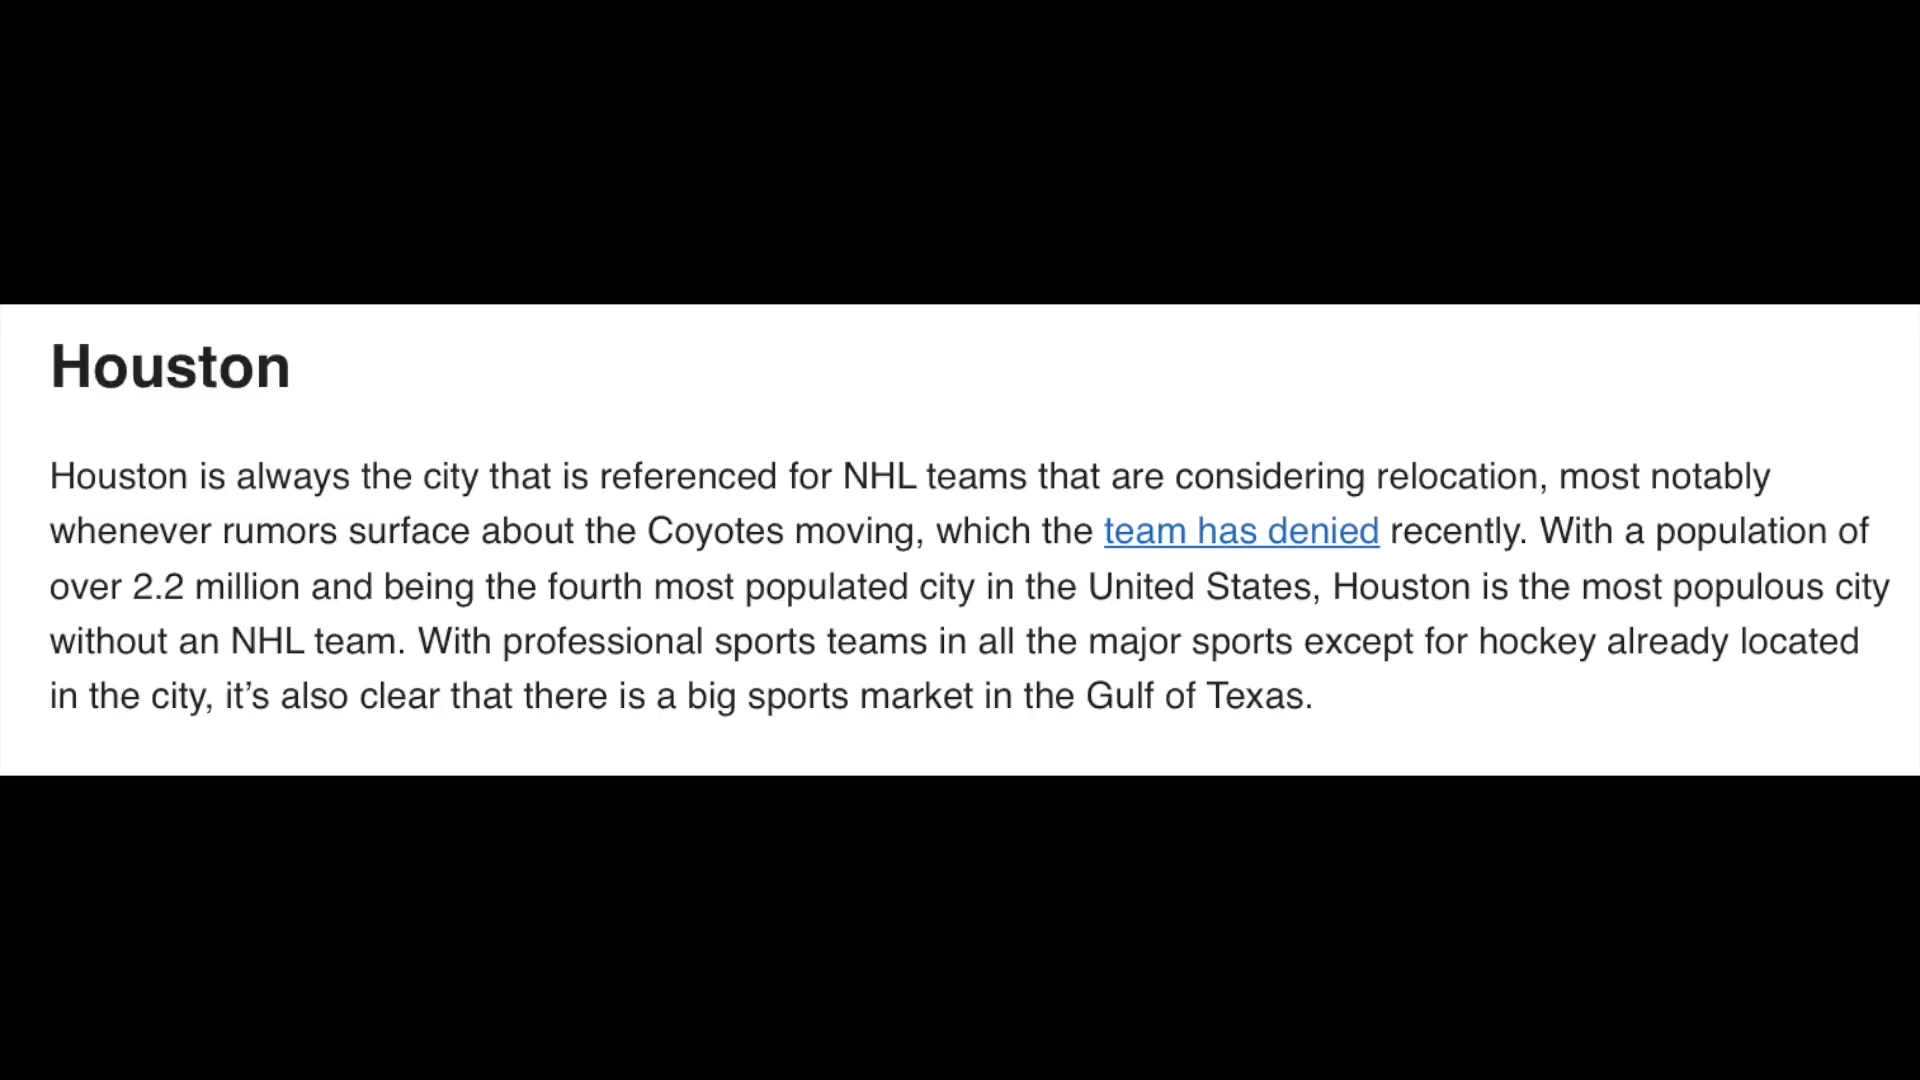 Houston
Houston is always the city that is referenced for NHL teams that are considering relocation, most notably
whenever rumors surface about the Coyotes moving, which the team has denied recently. With a population of
over 2.2 million and being the fourth most populated city in the United States, Houston is the most populous city
without an NHL team. With professional sports teams in all the major sports except for hockey already located
in the city, it’s also clear that there is a big sports market in the Gulf of Texas.